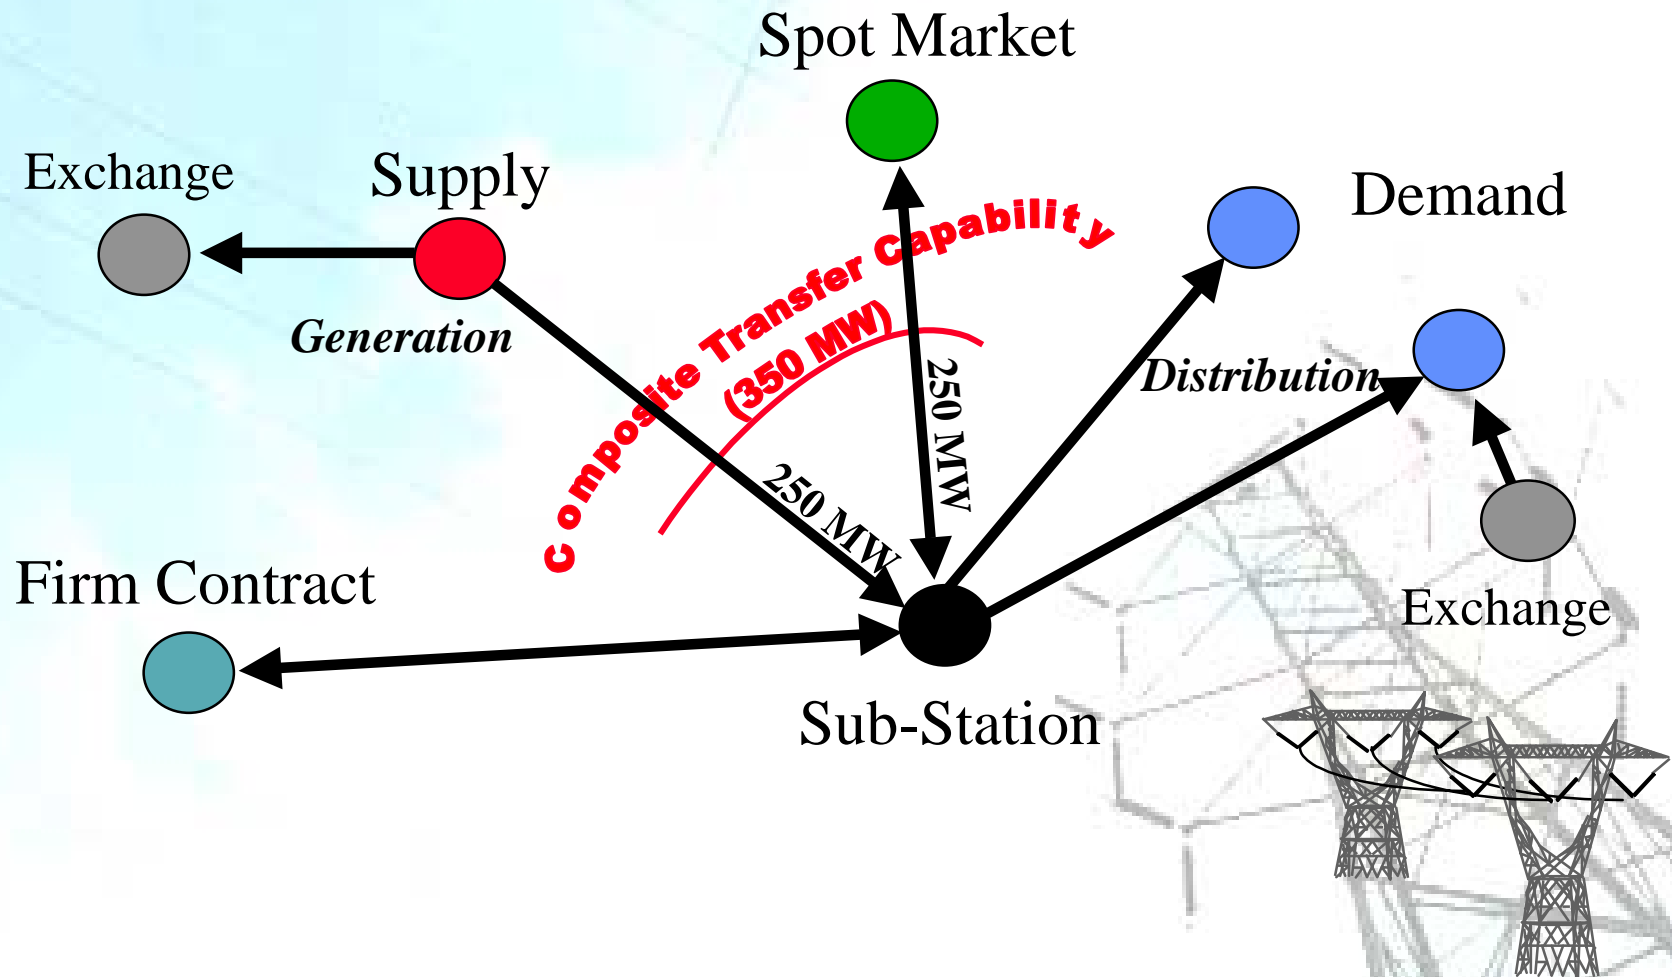 Spot Market
Exchange
Supply
Demand
Composite Transfer Capability
(350 MW)
Generation
250 MW
Distribution
250 MW
Firm Contract
Exchange
Sub-Station